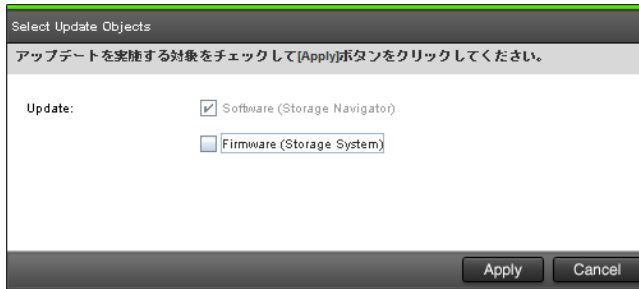 Select Update Objects
アップデートを実施する対象をチェックして[Apply]ボタンをクリックしてください。
Update:
Software (Storage Navigator)
Firmware (Storage System)
Apply Cancel